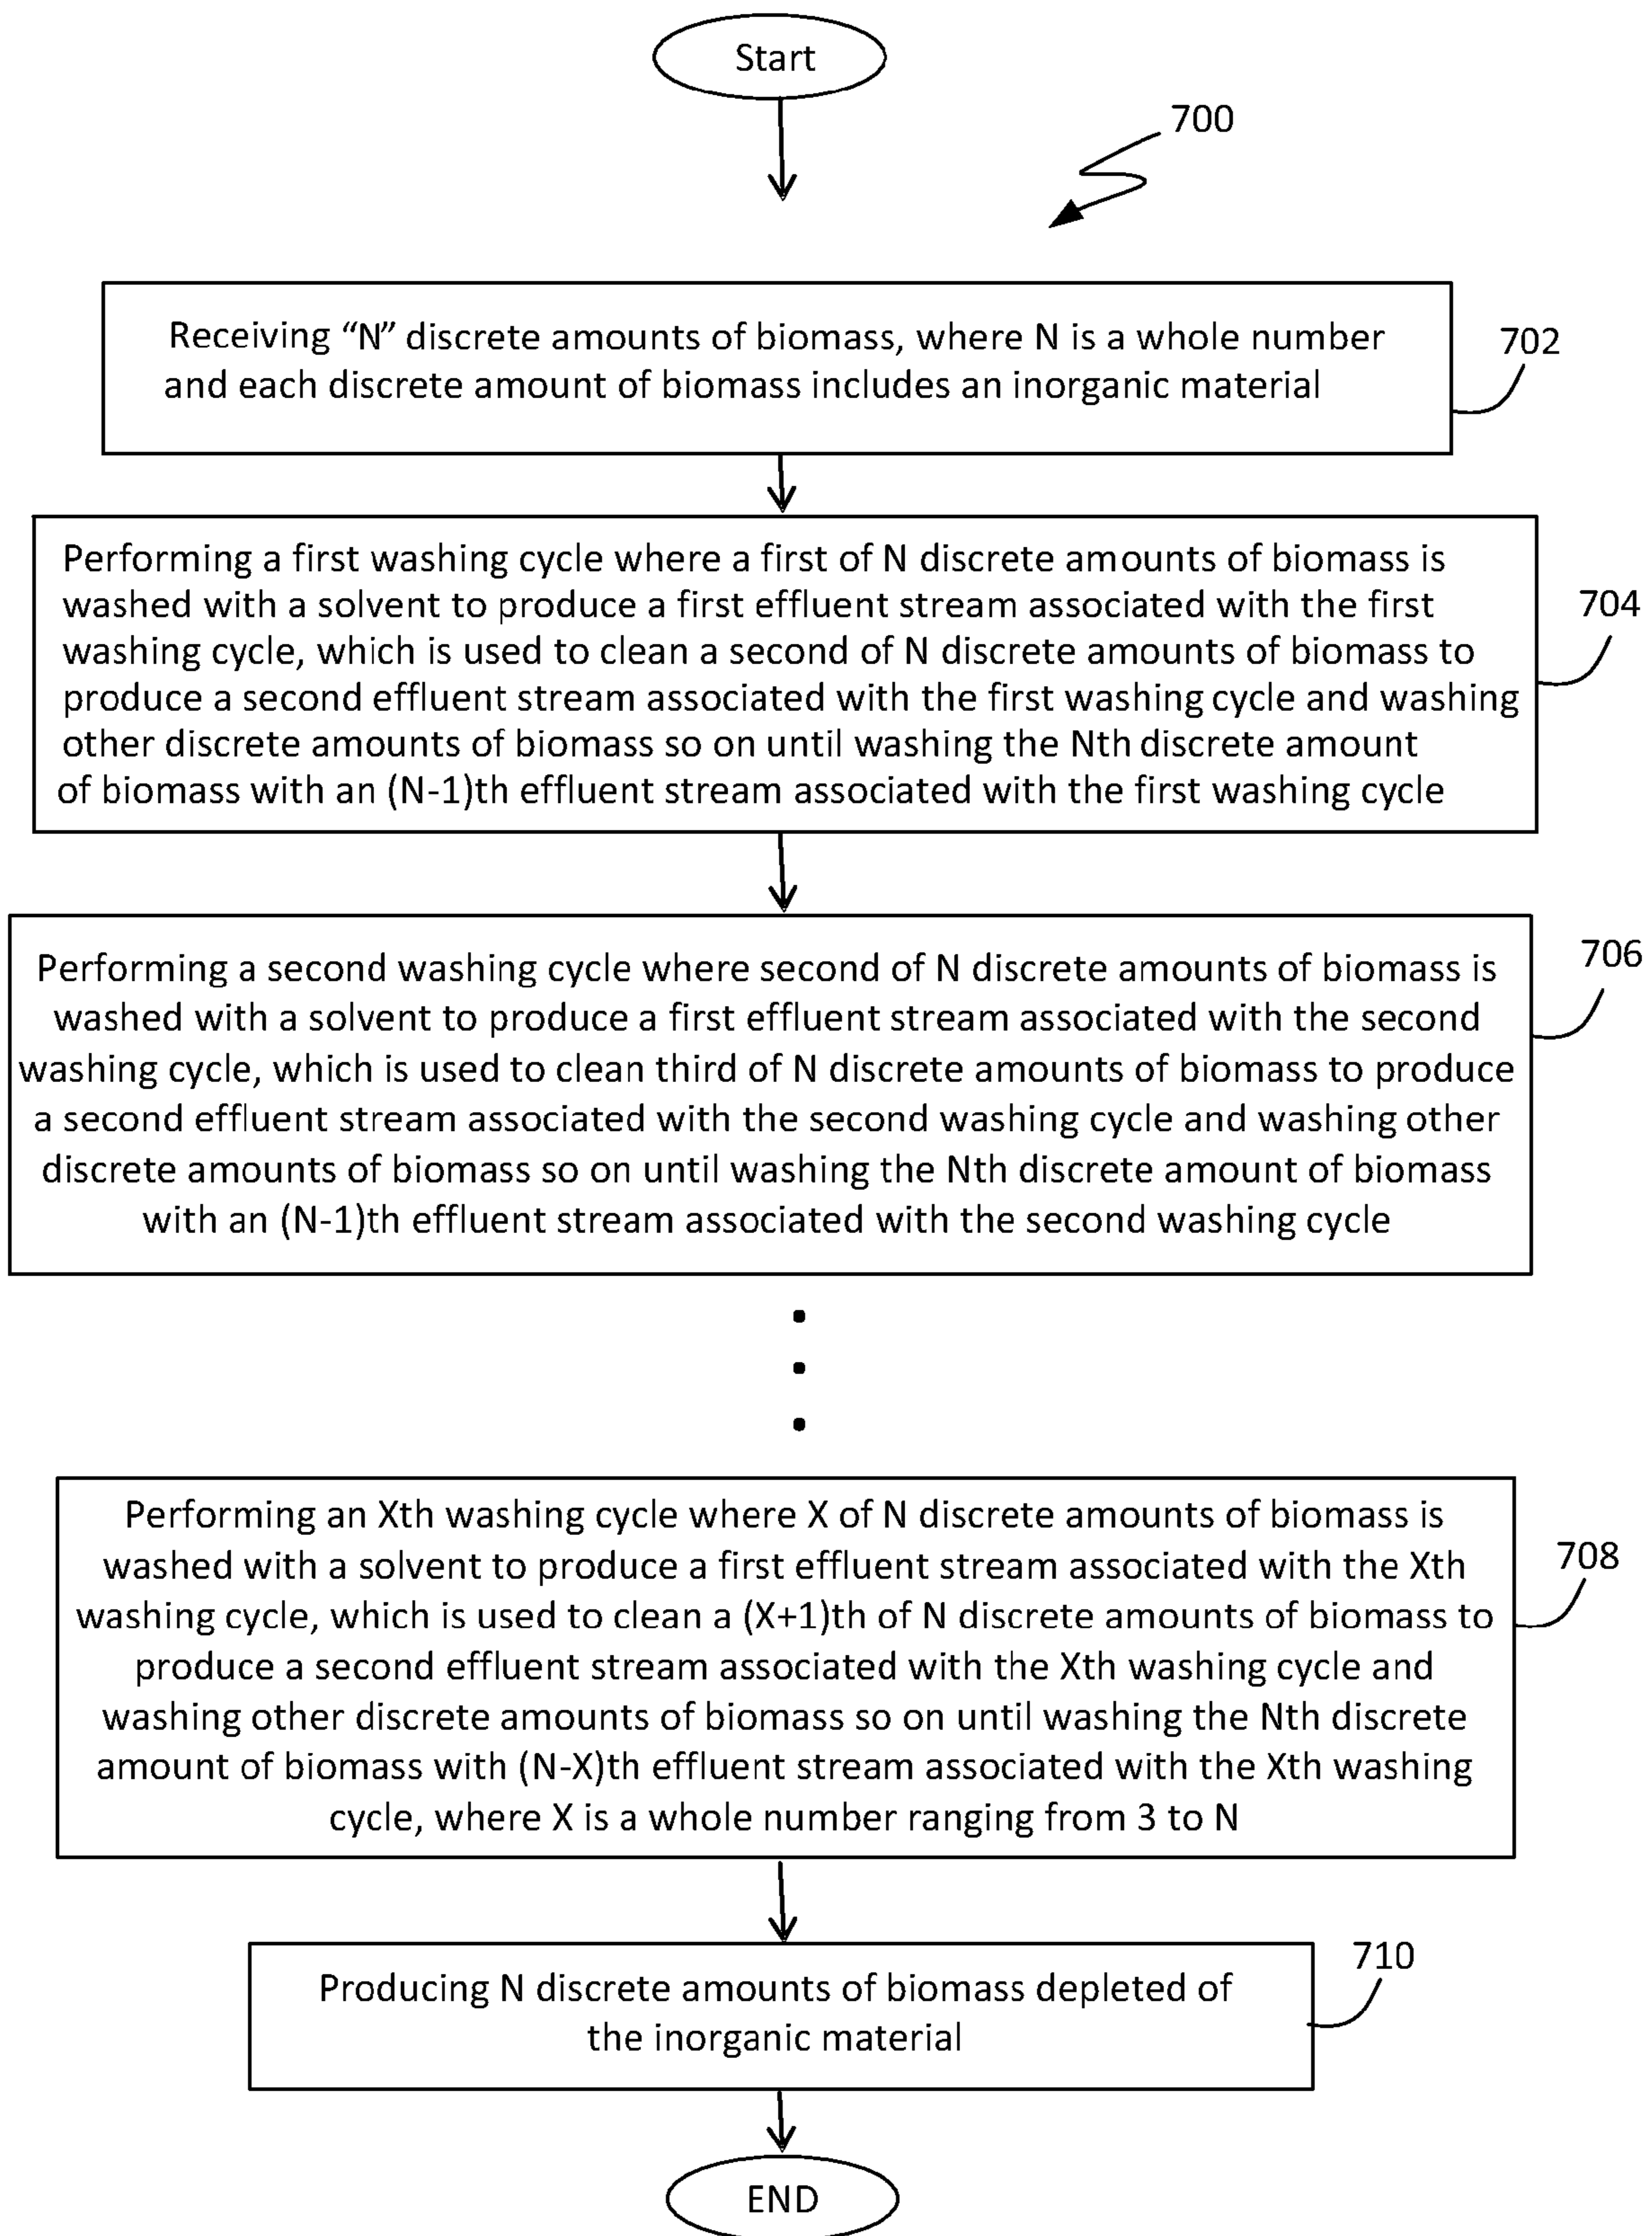 Start
700
Receiving “N” discrete amounts of biomass, where N is a whole number
and each discrete amount of biomass includes an inorganic material
702
Performing a first washing cycle where a first of N discrete amounts of biomass is
washed with a solvent to produce a first effluent stream associated with the first
washing cycle, which is used to clean a second of N discrete amounts of biomass to
produce a second effluent stream associated with the first washing cycle and washing
other discrete amounts of biomass so on until washing the Nth discrete amount
of biomass with an (N-1)th effluent stream associated with the first washing cycle
704
Performing a second washing cycle where second of N discrete amounts of biomass is
washed with a solvent to produce a first effluent stream associated with the second
washing cycle, which is used to clean third of N discrete amounts of biomass to produce
a second effluent stream associated with the second washing cycle and washing other
discrete amounts of biomass so on until washing the Nth discrete amount of biomass
with an (N-1)th effluent stream associated with the second washing cycle
706
Performing an Xth washing cycle where X of N discrete amounts of biomass is
washed with a solvent to produce a first effluent stream associated with the Xth
washing cycle, which is used to clean a (X+1)th of N discrete amounts of biomass to
produce a second effluent stream associated with the Xth washing cycle and
washing other discrete amounts of biomass so on until washing the Nth discrete
amount of biomass with (N-X)th effluent stream associated with the Xth washing
cycle, where X is a whole number ranging from 3 to N
708
Producing N discrete amounts of biomass depleted of
the inorganic material
710
END